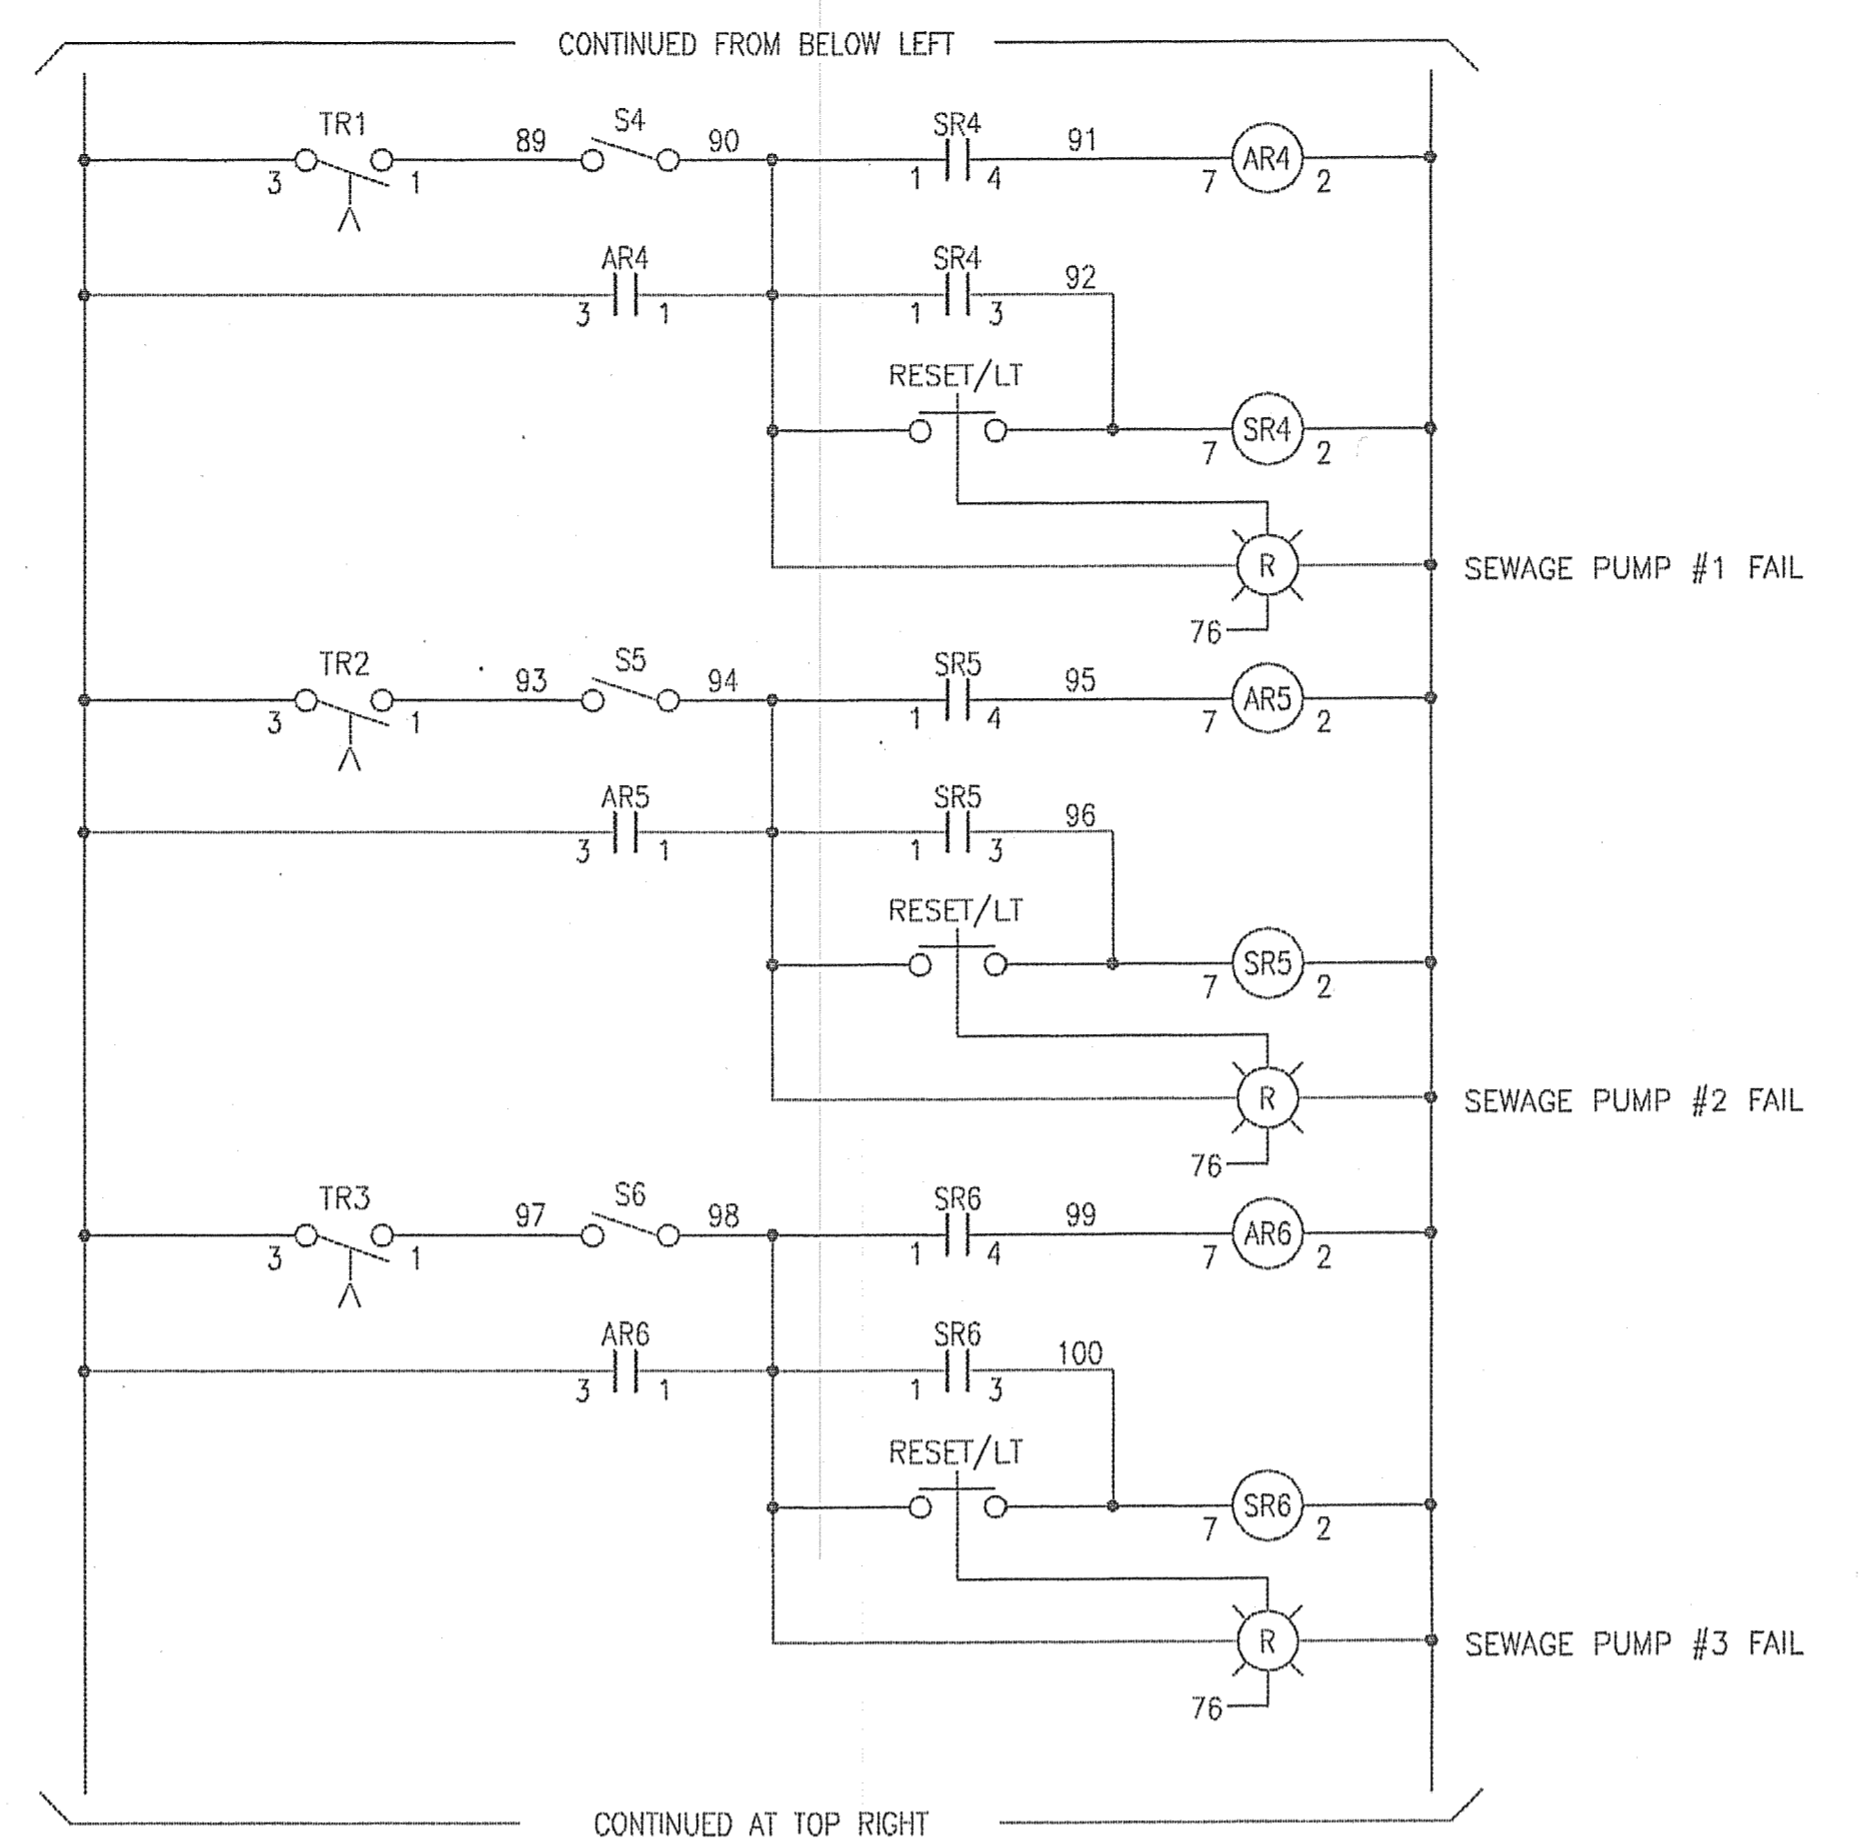 CONTINUED FROM BELOW LEFT
TR1 S4 SR4
89 90 91
3 1 1 4 AR4 7 2
AR4 SR4 92
3 1 1 3
RESET/LT
SR4
7 2
R SEWAGE PUMP #1 FAIL
76
TR2 S5 SR5
93 94 95
3 1 1 4 AR5 7 2
AR5 SR5 96
3 1 1 3
RESET/LT
SR5
7 2
R SEWAGE PUMP #2 FAIL
76
TR3 S6 SR6
97 98 99
3 1 1 4 AR6 7 2
AR6 SR6 100
3 1 1 3
RESET/LT
SR6
7 2
R SEWAGE PUMP #3 FAIL
76
CONTINUED AT TOP RIGHT